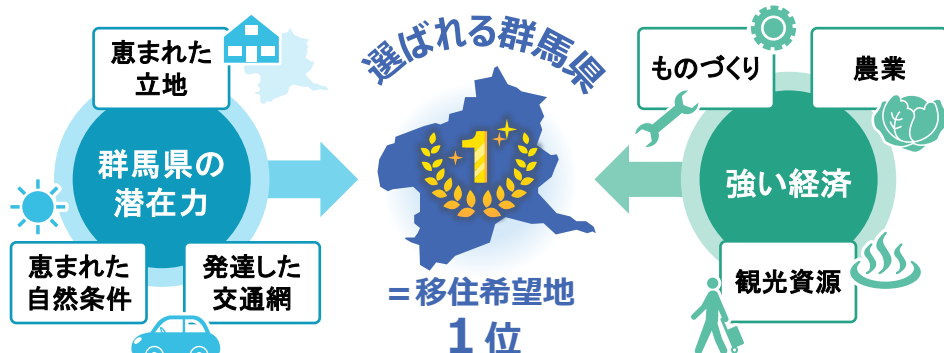 恵まれた
立地
群馬県の
潜在力
恵まれた
自然条件
発達した
交通網
選ばれる群馬県
1
＝移住希望地
1位
ものづくり
農業
強い経済
観光資源